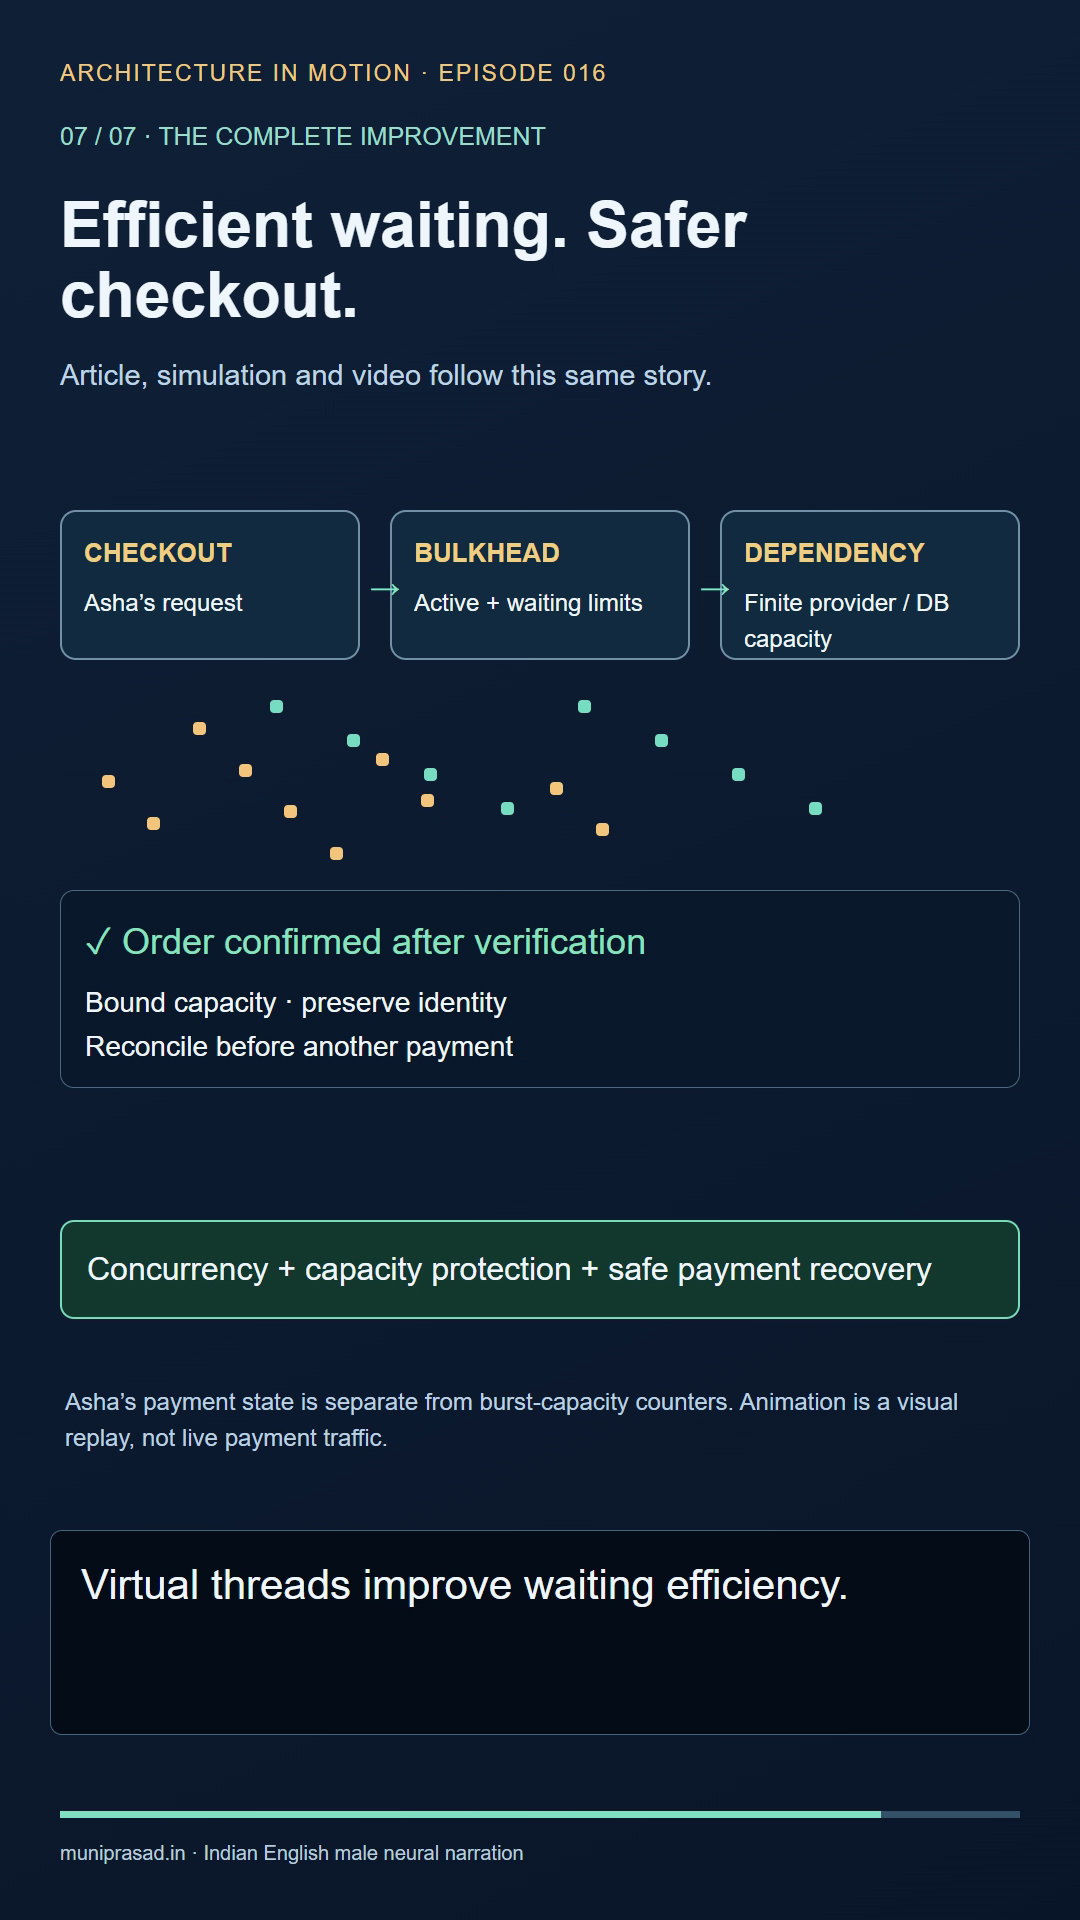 ARCHITECTURE IN MOTION · EPISODE 016
07 / 07 · THE COMPLETE IMPROVEMENT
Efficient waiting. Safer
checkout.
Article, simulation and video follow this same story.
CHECKOUT
Asha’s request
→
BULKHEAD
Active + waiting limits
→
DEPENDENCY
Finite provider / DB
capacity
✓ Order confirmed after verification
Bound capacity · preserve identity
Reconcile before another payment
Concurrency + capacity protection + safe payment recovery
Asha’s payment state is separate from burst-capacity counters. Animation is a visual
replay, not live payment traffic.
Virtual threads improve waiting efficiency.
muniprasad.in · Indian English male neural narration